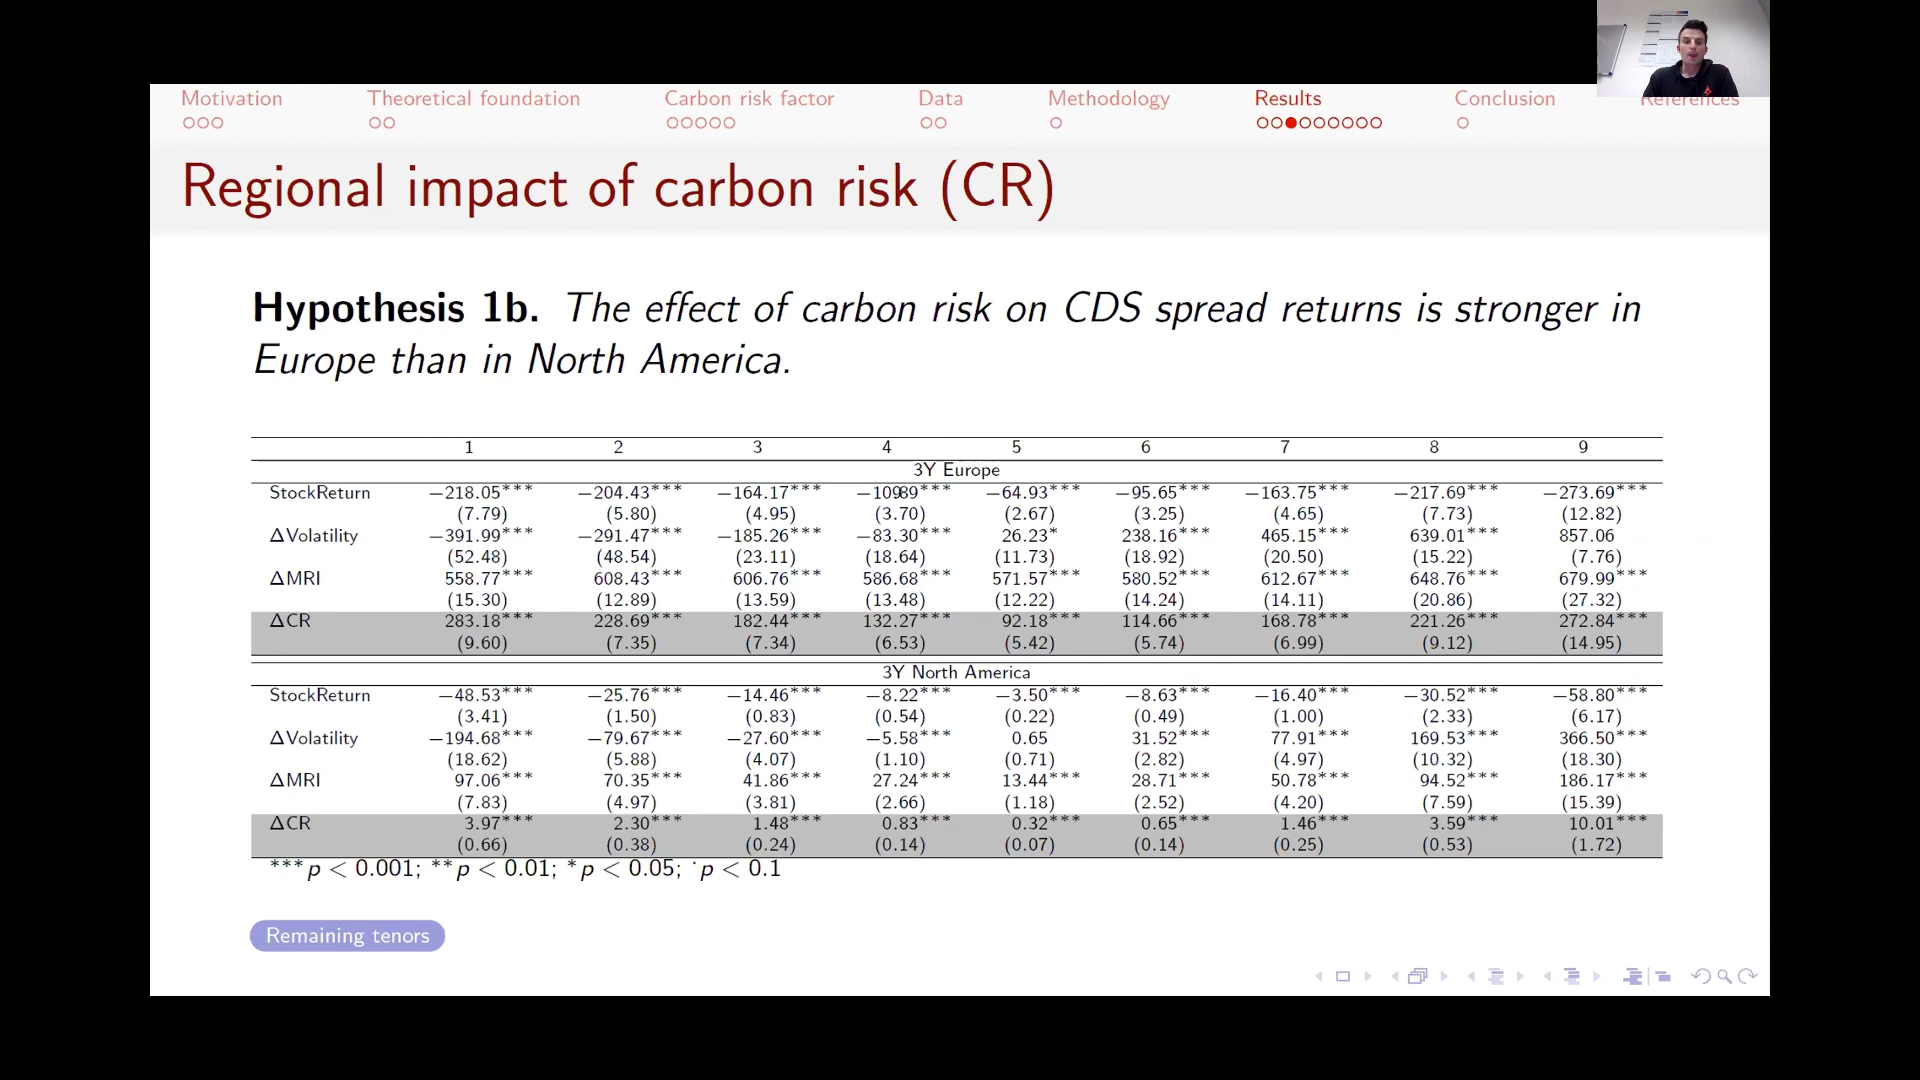 Motivation Theoretical foundation Carbon risk factor Data Methodology Results Conclusion References
Regional impact of carbon risk (CR)
Hypothesis 1b. The effect of carbon risk on CDS spread returns is stronger in
Europe than in North America.
1 2 3 4 5 6 7 8 9
3Y Europe
StockReturn −218.05*** −204.43*** −164.17*** −109.89*** −64.93*** −95.65*** −163.75*** −217.69*** −273.69***
(7.79) (5.80) (4.95) (3.70) (2.67) (3.25) (4.65) (7.73) (12.82)
ΔVolatility −391.99*** −291.47*** −185.26*** −83.30*** 26.23* 238.16*** 465.15*** 639.01*** 857.06
(52.48) (48.54) (23.11) (18.64) (11.73) (18.92) (20.50) (15.22) (7.76)
ΔMRI 558.77*** 608.43*** 606.76*** 586.68*** 571.57*** 580.52*** 612.67*** 648.76*** 679.99***
(15.30) (12.89) (13.59) (13.48) (12.22) (14.24) (14.11) (20.86) (27.32)
ΔCR 283.18*** 228.69*** 182.44*** 132.27*** 92.18*** 114.66*** 168.78*** 221.26*** 272.84***
(9.60) (7.35) (7.34) (6.53) (5.42) (5.74) (6.99) (9.12) (14.95)
3Y North America
StockReturn −48.53*** −25.76*** −14.46*** −8.22*** −3.50*** −8.63*** −16.40*** −30.52*** −58.80***
(3.41) (1.50) (0.83) (0.54) (0.22) (0.49) (1.00) (2.33) (6.17)
ΔVolatility −194.68*** −79.67*** −27.60*** −5.58*** 0.65 31.52*** 77.91*** 169.53*** 366.50***
(18.62) (5.88) (4.07) (1.10) (0.71) (2.82) (4.97) (10.32) (18.30)
ΔMRI 97.06*** 70.35*** 41.86*** 27.24*** 13.44*** 28.71*** 50.78*** 94.52*** 186.17***
(7.83) (4.97) (3.81) (2.66) (1.18) (2.52) (4.20) (7.59) (15.39)
ΔCR 3.97*** 2.30*** 1.48*** 0.83*** 0.32*** 0.65*** 1.46*** 3.59*** 10.01***
(0.66) (0.38) (0.24) (0.14) (0.07) (0.14) (0.25) (0.53) (1.72)
***p < 0.001; **p < 0.01; *p < 0.05; ·p < 0.1
Remaining tenors